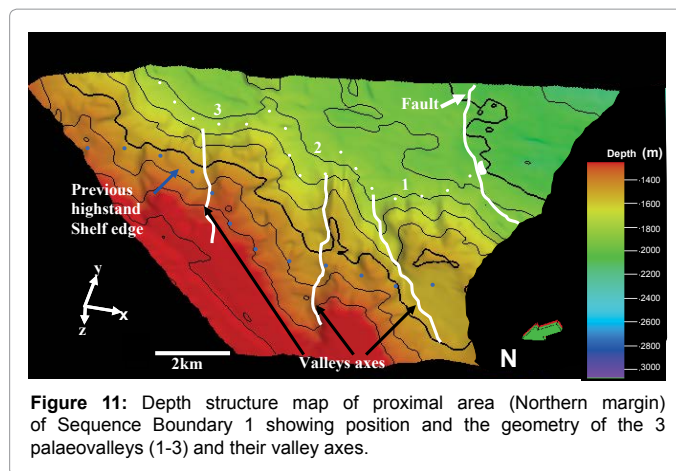 3
Fault
2
1
Depth (m)
-1400
-1600
-1800
-2000
-2200
-2400
-2600
-2800
-3000
Previous
highstand
Shelf edge
y
x
z
2km
Valleys axes
N
Figure 11: Depth structure map of proximal area (Northern margin)
of Sequence Boundary 1 showing position and the geometry of the 3
palaeovalleys (1-3) and their valley axes.